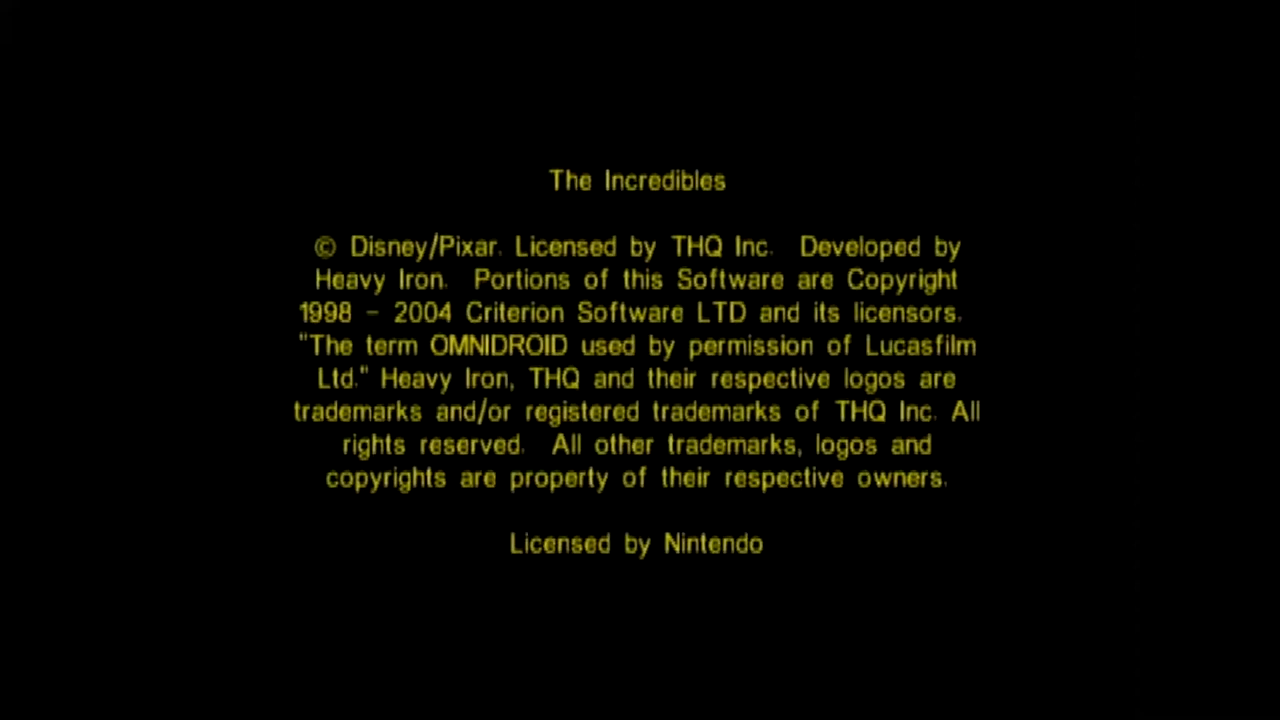 The Incredibles
© Disney/Pixar. Licensed by THQ Inc. Developed by
Heavy Iron. Portions of this Software are Copyright
1998 - 2004 Criterion Software LTD and its licensors.
"The term OMNIDROID used by permission of Lucasfilm
Ltd." Heavy Iron, THQ and their respective logos are
trademarks and/or registered trademarks of THQ Inc. All
rights reserved. All other trademarks, logos and
copyrights are property of their respective owners.
Licensed by Nintendo